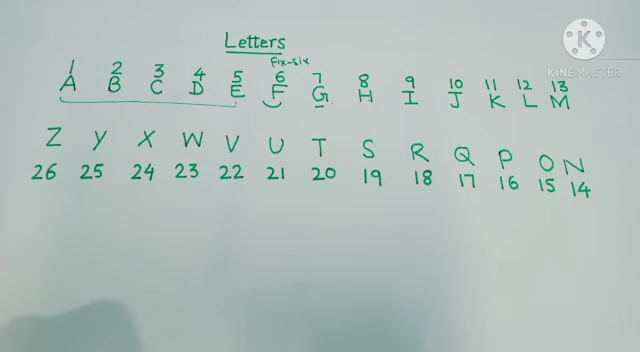 Letters
Fix-six
1 2 3 4 5 6 7 8 9 10 11 12 13
A B C D E F G H I J K L M
Z Y X W V U T S R Q P O N
26 25 24 23 22 21 20 19 18 17 16 15 14
K
KINEMASTER